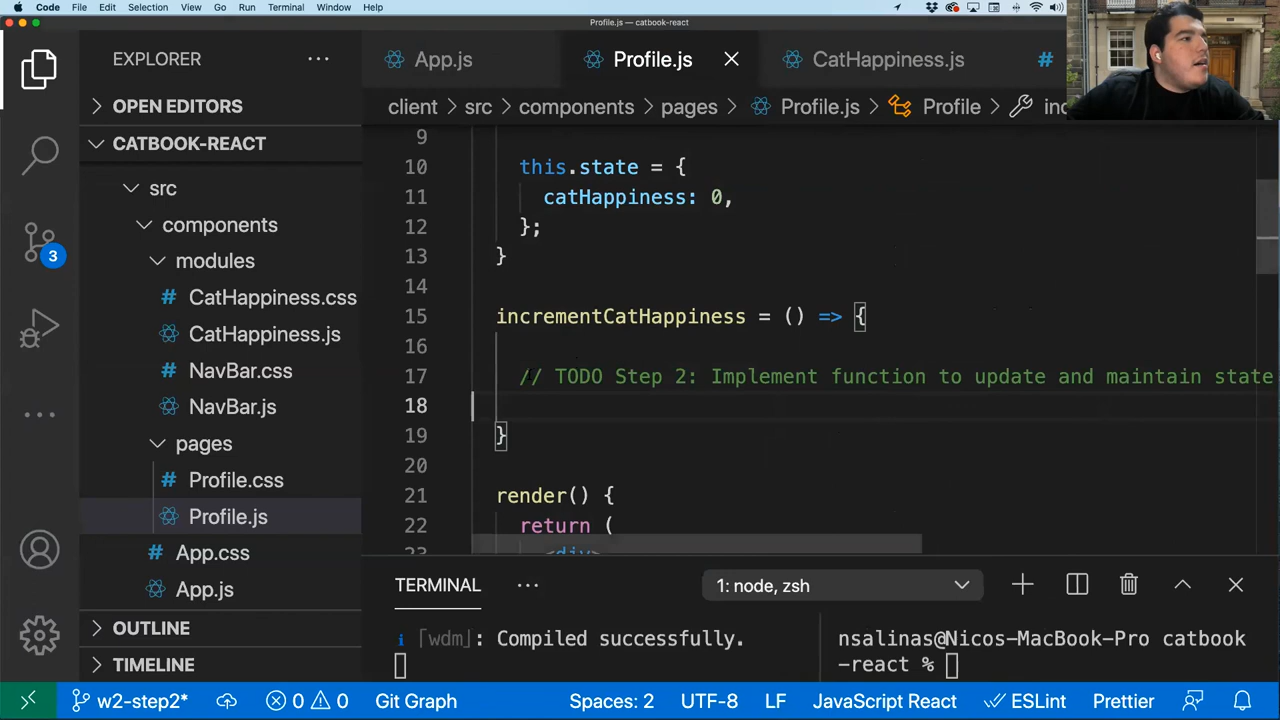 Code File Edit Selection View Go Run Terminal Window Help
Profile.js — catbook-react
EXPLORER
App.js Profile.js CatHappiness.js #
OPEN EDITORS
client > src > components > pages > Profile.js > Profile > inc
CATBOOK-REACT
src
components
modules
# CatHappiness.css
CatHappiness.js
# NavBar.css
NavBar.js
pages
# Profile.css
Profile.js
# App.css
App.js
OUTLINE
TIMELINE
3
9
10 this.state = {
11 catHappiness: 0,
12 };
13 }
14
15 incrementCatHappiness = () => {
16
17 // TODO Step 2: Implement function to update and maintain state
18
19 }
20
21 render() {
22 return (
23 <div>
TERMINAL ... 1: node, zsh
i ｢wdm｣: Compiled successfully.
nsalinas@Nicos-MacBook-Pro catbook
-react %
w2-step2* 0 0 Git Graph Spaces: 2 UTF-8 LF JavaScript React ESLint Prettier